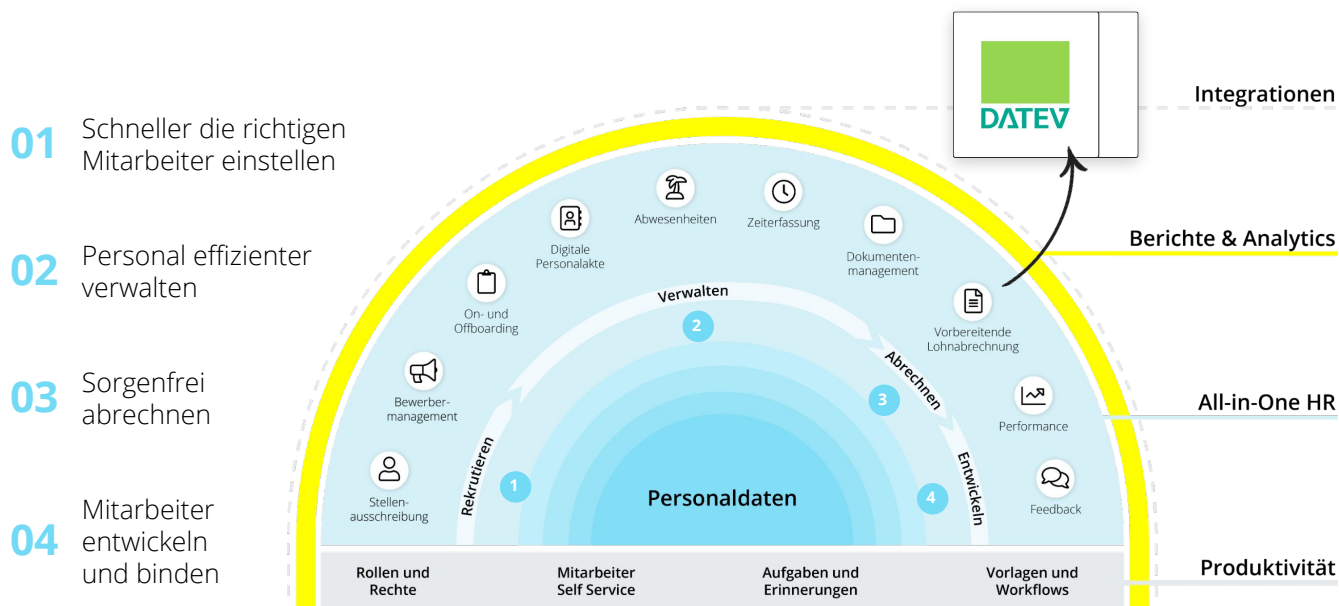 01
Schneller die richtigen
Mitarbeiter einstellen
02
Personal effizienter
verwalten
03
Sorgenfrei
abrechnen
04
Mitarbeiter
entwickeln
und binden
DATEV
Integrationen
Berichte & Analytics
All-in-One HR
Produktivität
Stellen-
ausschreibung
Bewerber-
management
On- und
Offboarding
Digitale
Personalakte
Abwesenheiten
Zeiterfassung
Dokumenten-
management
Vorbereitende
Lohnabrechnung
Performance
Feedback
Rekrutieren
1
Verwalten
2
Abrechnen
3
Entwickeln
4
Personaldaten
Rollen und
Rechte
Mitarbeiter
Self Service
Aufgaben und
Erinnerungen
Vorlagen und
Workflows